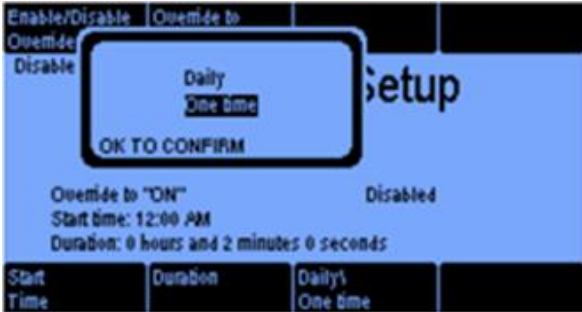 Enable/Disable
Override
Override to
Disable
Setup
Daily
One time
OK TO CONFIRM
Override to "ON"
Disabled
Start time: 12:00 AM
Duration: 0 hours and 2 minutes 0 seconds
Start
Time
Duration
Daily\
One time